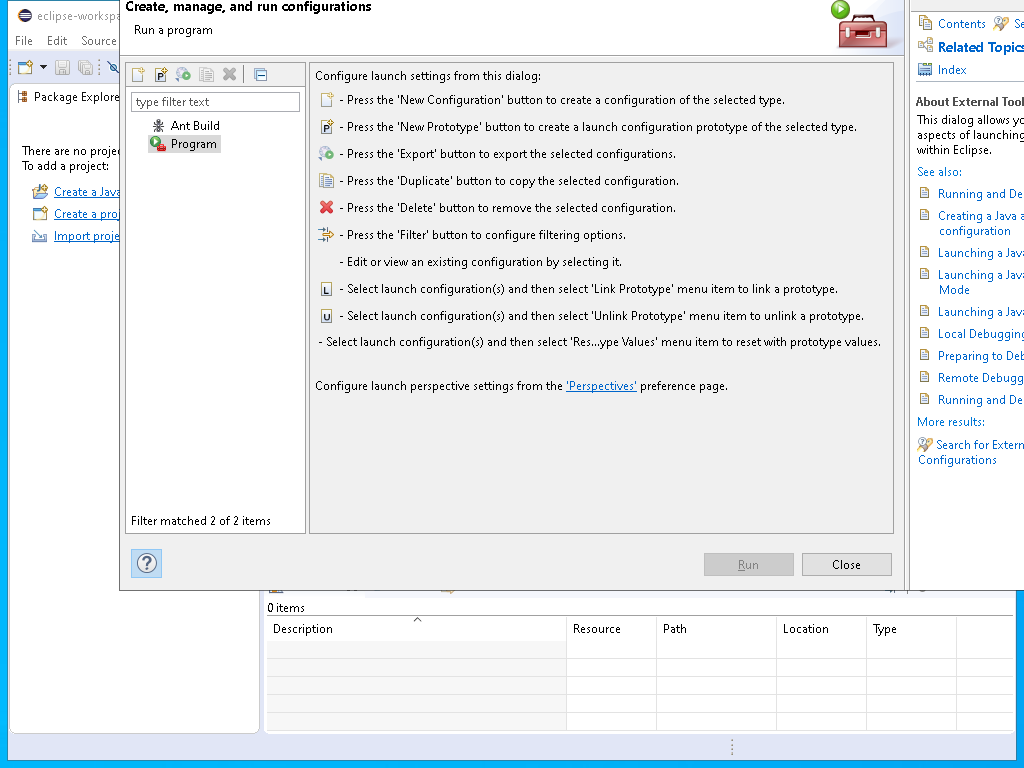 Create, manage, and run configurations
Run a program
eclipse-workspa
File Edit Source
Package Explore
There are no proje
To add a project:
Create a Java
Create a proj
Import proje
type filter text
Ant Build
Program
Filter matched 2 of 2 items
Configure launch settings from this dialog:
- Press the 'New Configuration' button to create a configuration of the selected type.
- Press the 'New Prototype' button to create a launch configuration prototype of the selected type.
- Press the 'Export' button to export the selected configurations.
- Press the 'Duplicate' button to copy the selected configuration.
- Press the 'Delete' button to remove the selected configuration.
- Press the 'Filter' button to configure filtering options.
- Edit or view an existing configuration by selecting it.
- Select launch configuration(s) and then select 'Link Prototype' menu item to link a prototype.
- Select launch configuration(s) and then select 'Unlink Prototype' menu item to unlink a prototype.
- Select launch configuration(s) and then select 'Res...ype Values' menu item to reset with prototype values.
Configure launch perspective settings from the 'Perspectives' preference page.
Run Close
Contents Se
Related Topics
Index
About External Tool
This dialog allows yo
aspects of launching
within Eclipse.
See also:
Running and De
Creating a Java a
configuration
Launching a Java
Launching a Java
Mode
Launching a Java
Local Debugging
Preparing to Deb
Remote Debugg
Running and De
More results:
Search for Extern
Configurations
0 items
Description Resource Path Location Type